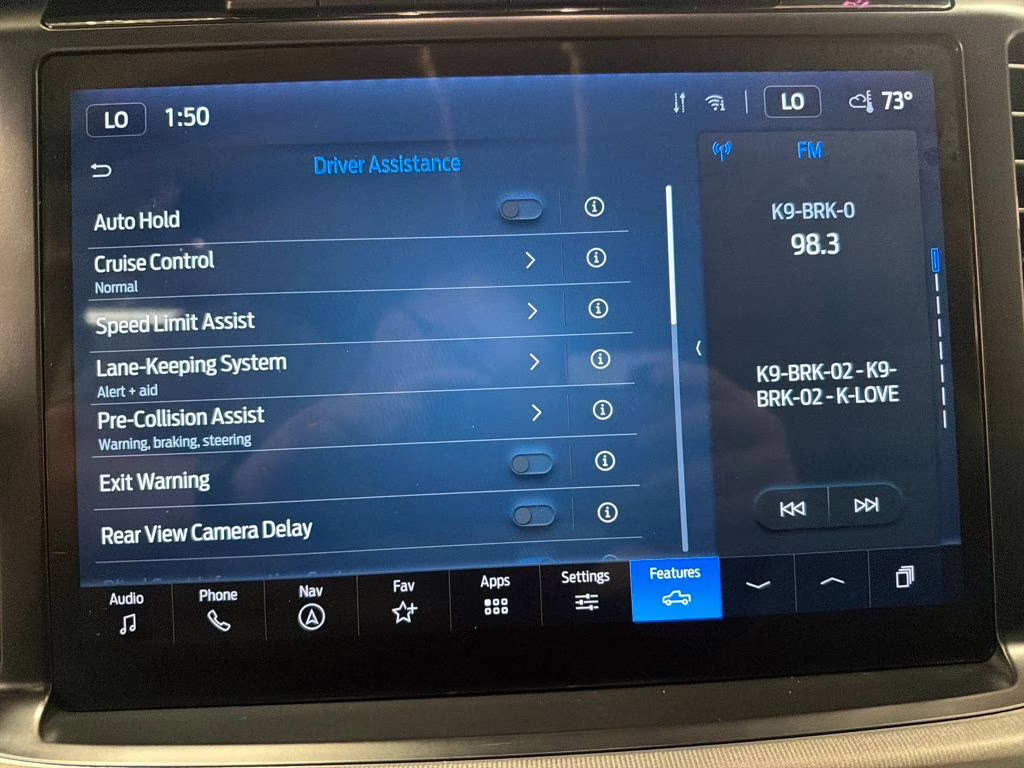 LO 1:50 LO 73°
Driver Assistance
FM
Auto Hold
K9-BRK-0
98.3
Cruise Control
Normal
Speed Limit Assist
Lane-Keeping System
Alert + aid
Pre-Collision Assist
Warning, braking, steering
K9-BRK-02 - K9-
BRK-02 - K-LOVE
Exit Warning
Rear View Camera Delay
Audio Phone Nav Fav Apps Settings Features